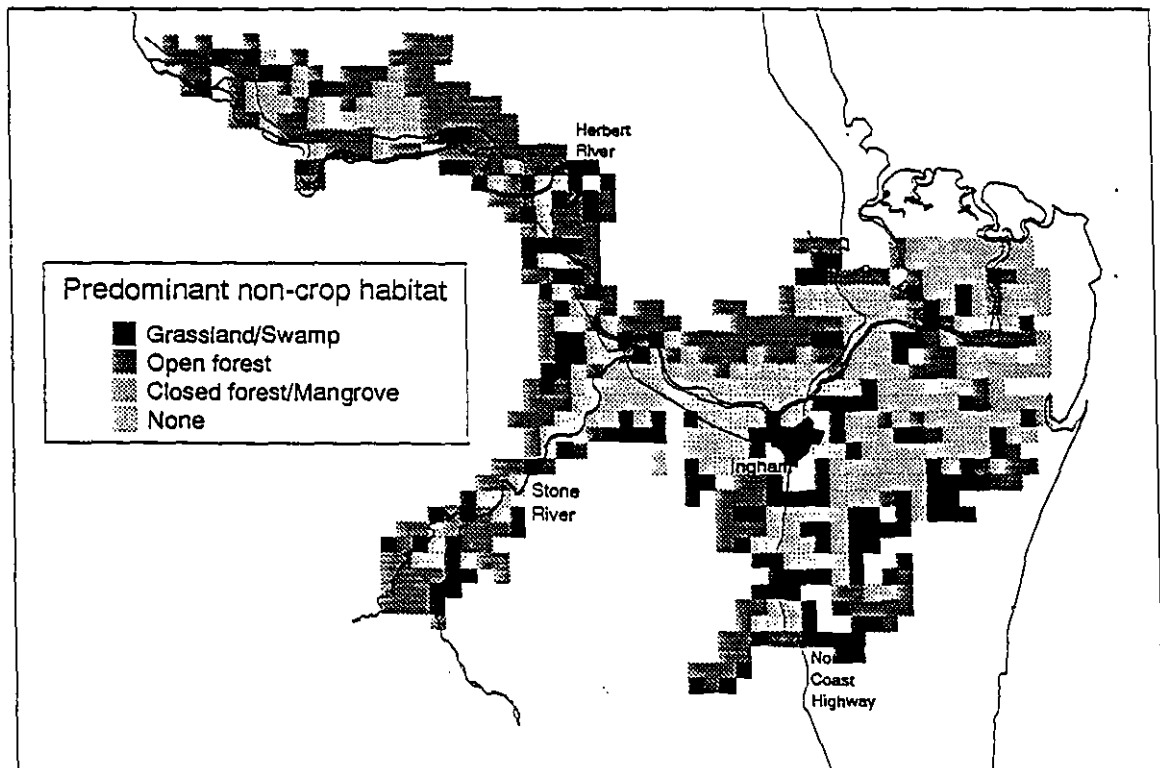 Herbert
River
Predominant non-crop habitat
Grassland/Swamp
Open forest
Closed forest/Mangrove
None
Ingham
Stone
River
No
Coast
Highway